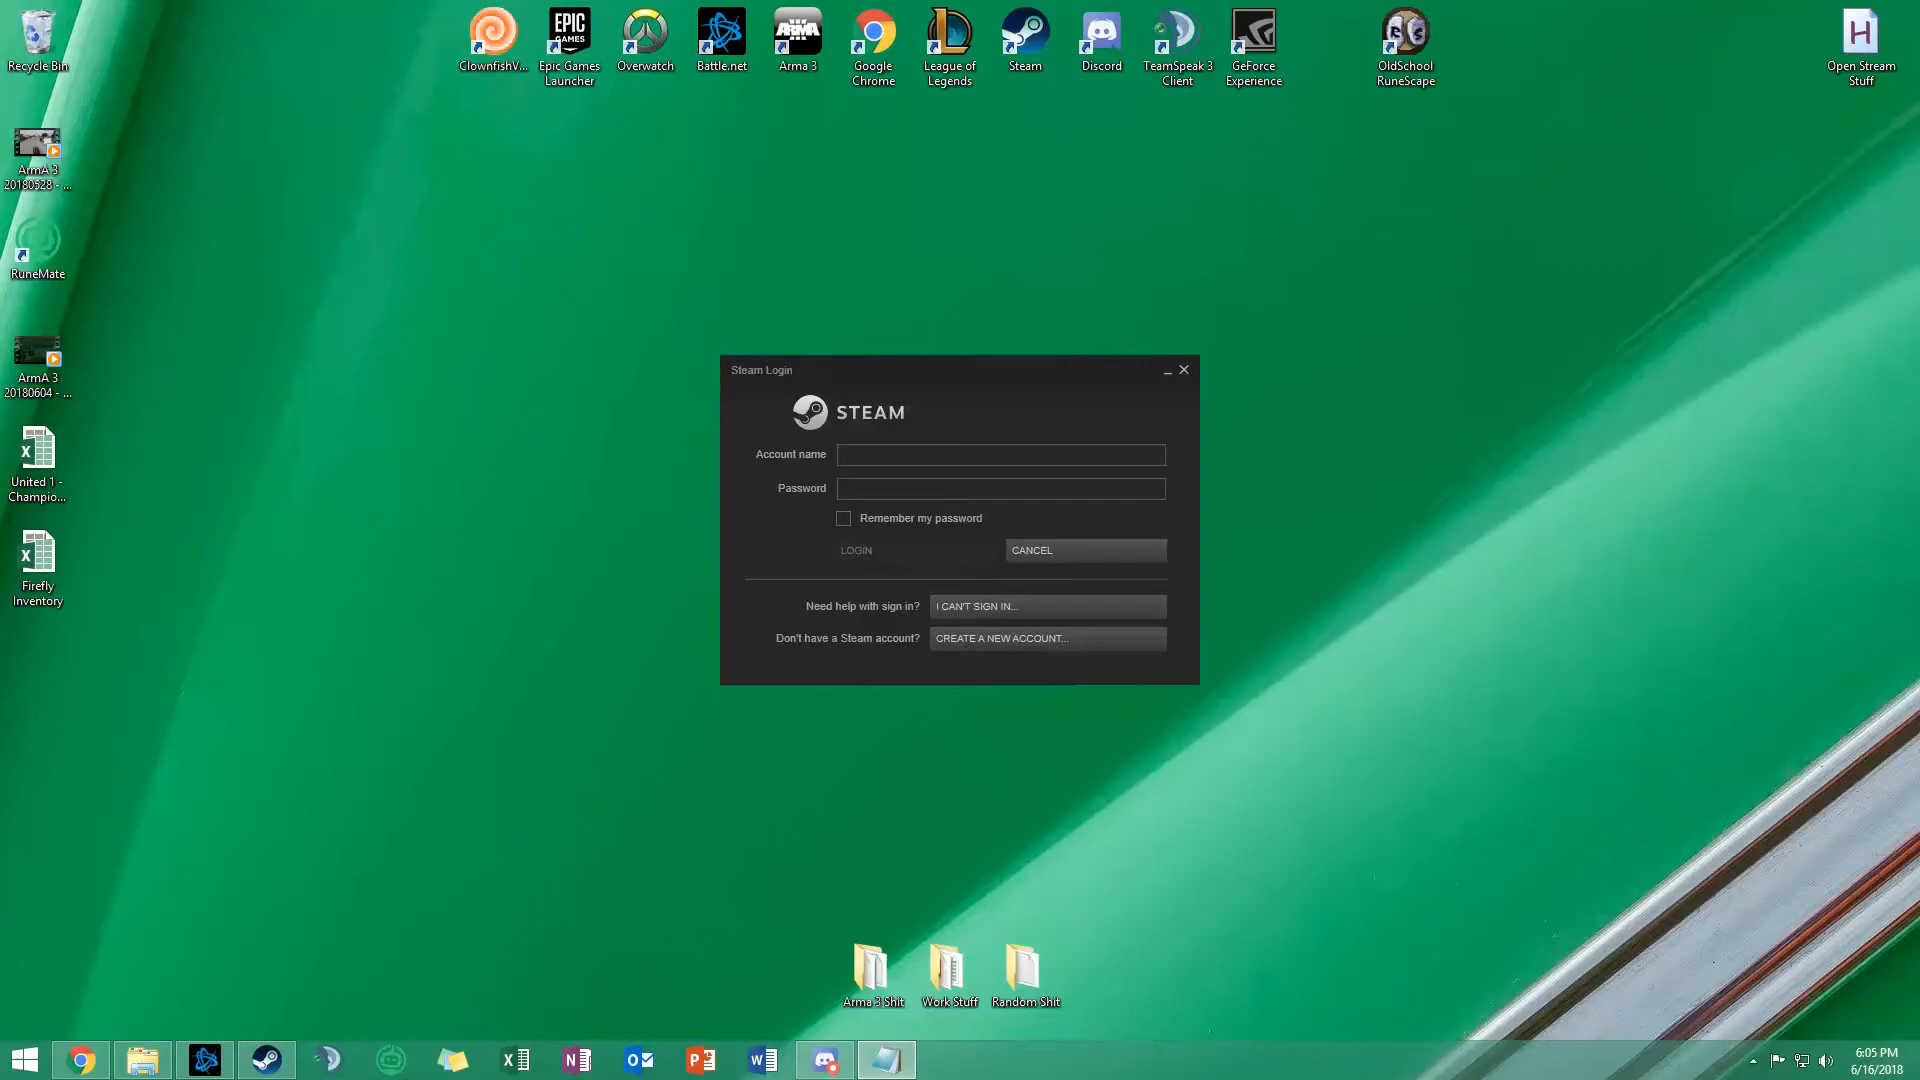 Recycle Bin
ClownfishV...
Epic Games
Launcher
EPIC
GAMES
Overwatch
Battle.net
ARMA
Arma 3
Google
Chrome
League of
Legends
Steam
Discord
TeamSpeak 3
Client
GeForce
Experience
OldSchool
RuneScape
H
Open Stream
Stuff
ArmA 3
20180528 - ...
RuneMate
ArmA 3
20180604 - ...
United 1 -
Champio...
Firefly
Inventory
Steam Login
STEAM
Account name
Password
Remember my password
LOGIN
CANCEL
Need help with sign in?
I CAN'T SIGN IN...
Don't have a Steam account?
CREATE A NEW ACCOUNT...
Arma 3 Shit
Work Stuff
Random Shit
6:05 PM
6/16/2018